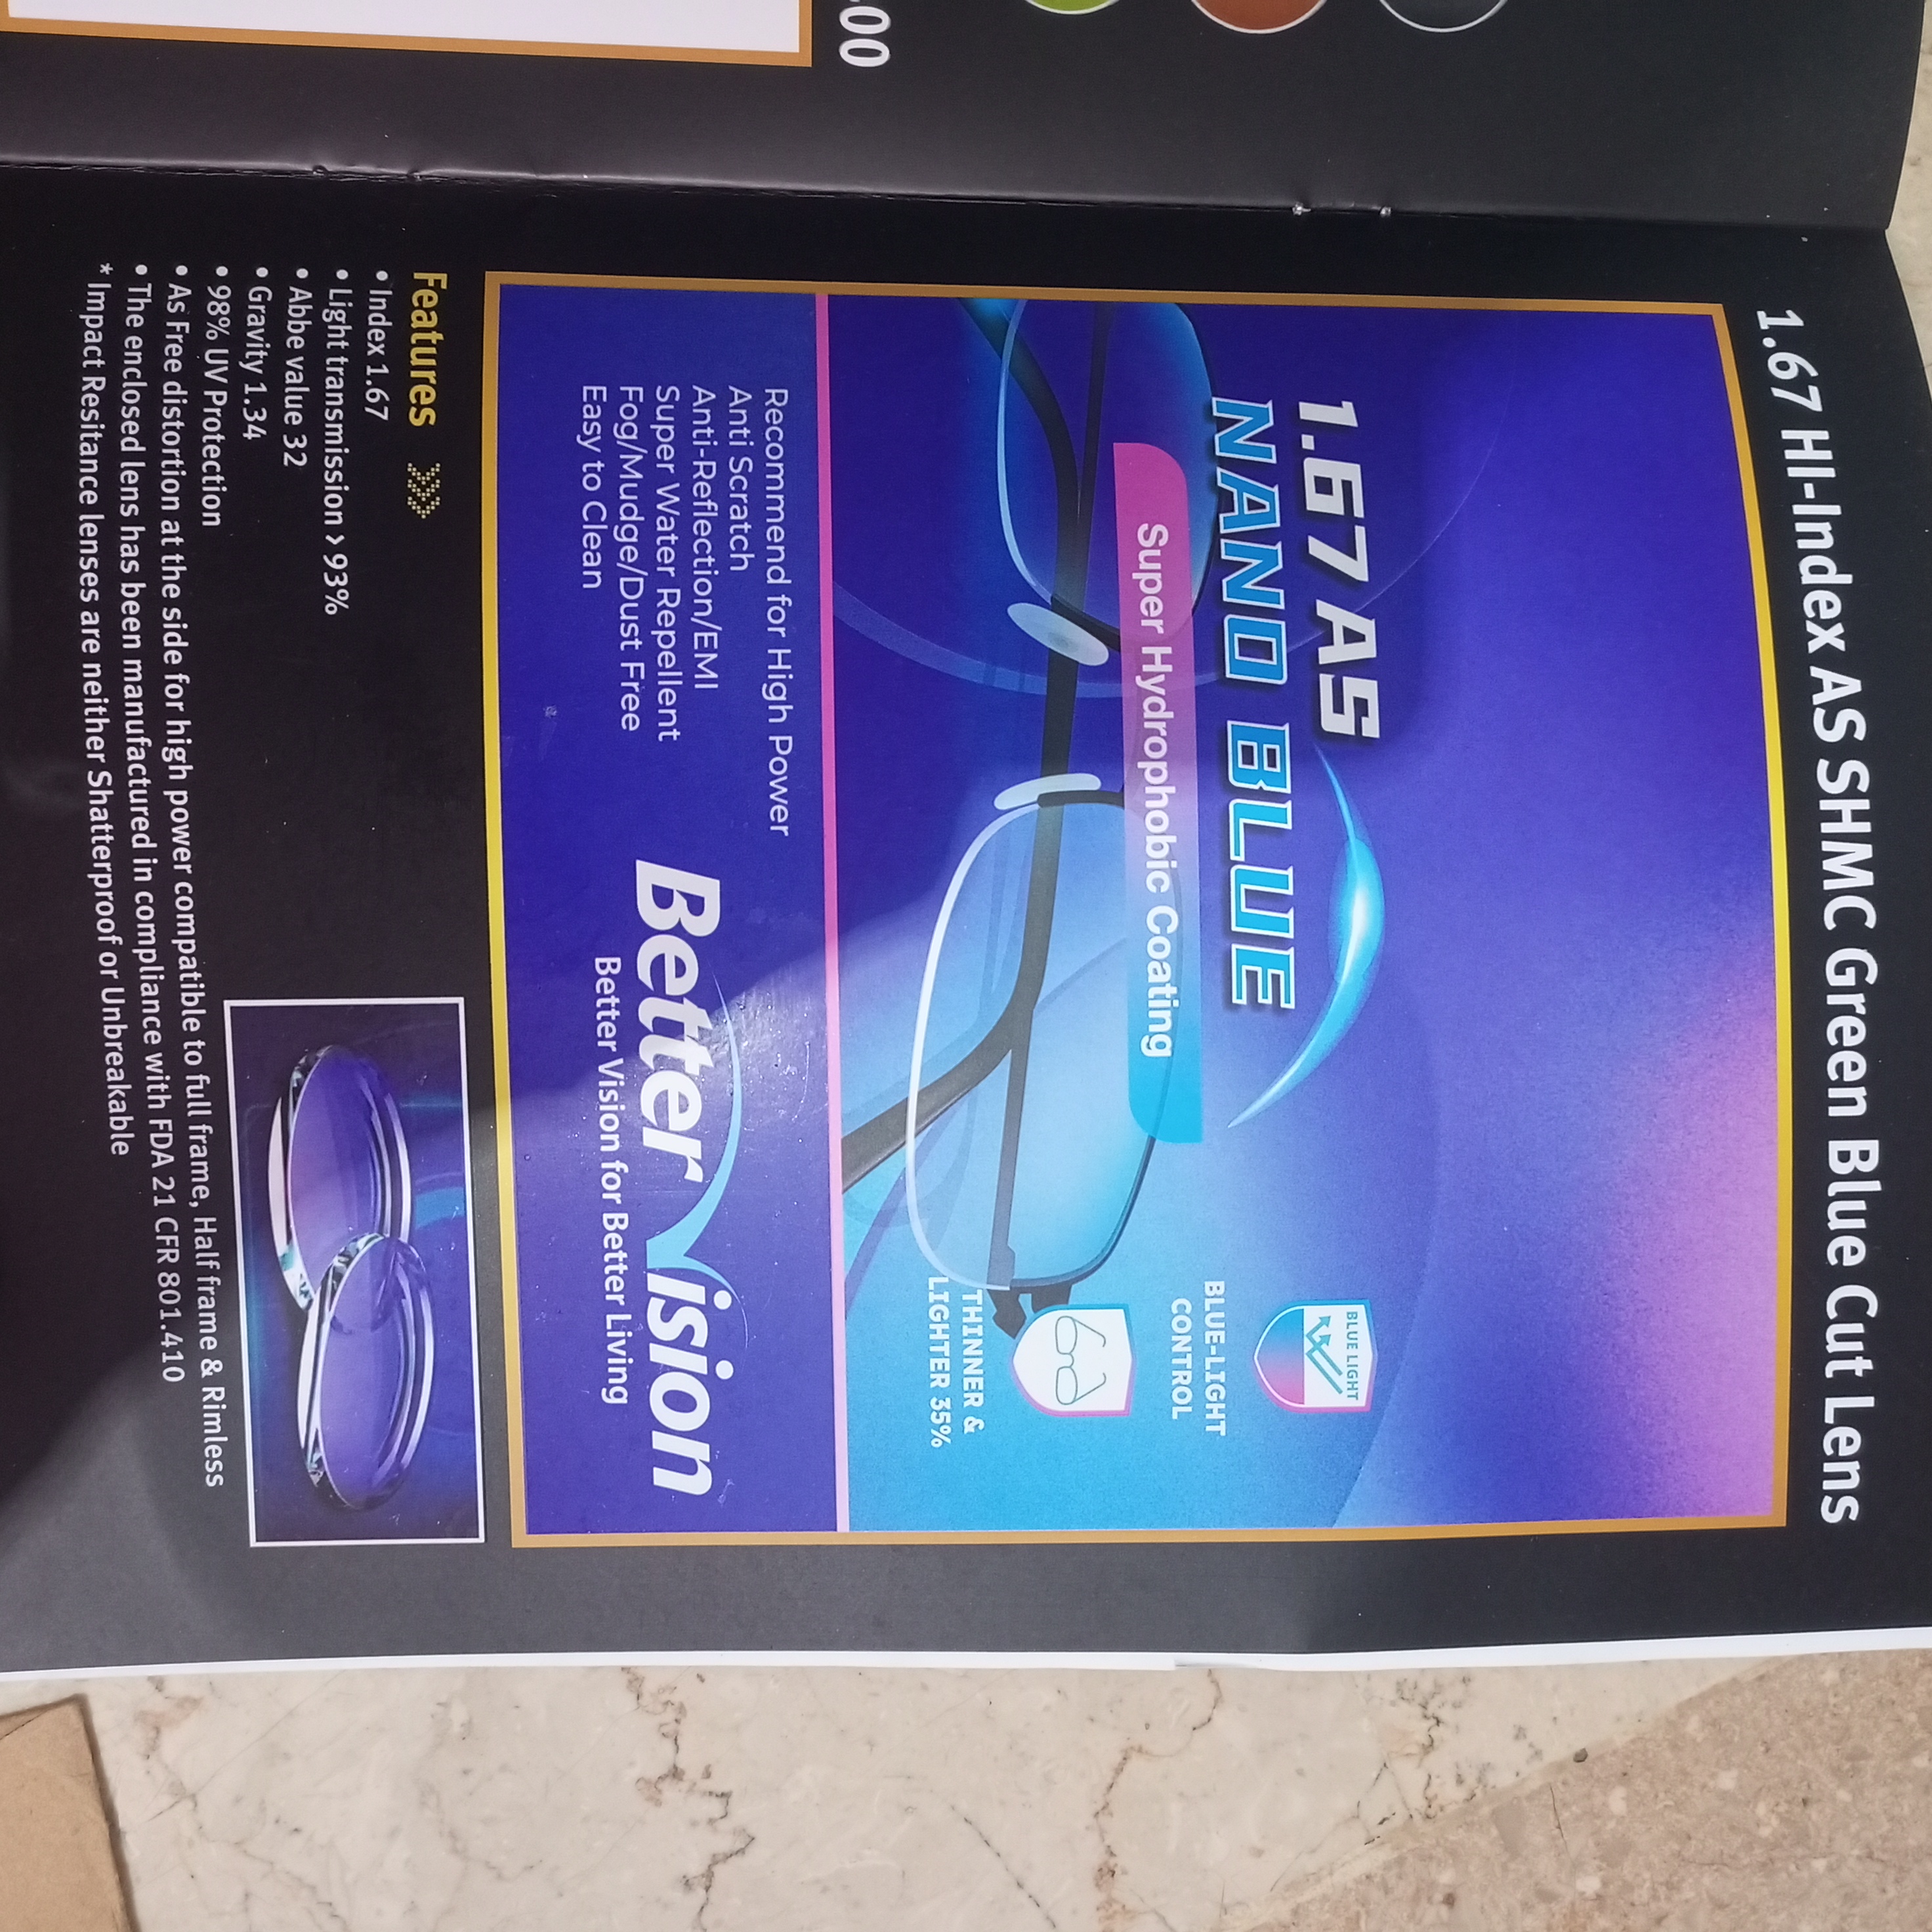 1.67 HI-Index AS SHMC Green Blue Cut Lens
1.67 AS
NANO BLUE
Super Hydrophobic Coating
BLUE LIGHT
BLUE-LIGHT
CONTROL
THINNER &
LIGHTER 35%
Recommend for High Power
Anti Scratch
Anti-Reflection/EMI
Super Water Repellent
Fog/Mudge/Dust Free
Easy to Clean
Better Vision
Better Vision for Better Living
Features
• Index 1.67
• Light transmission > 93%
• Abbe value 32
• Gravity 1.34
• 98% UV Protection
• As Free distortion at the side for high power compatible to full frame, Half frame & Rimless
• The enclosed lens has been manufactured in compliance with FDA 21 CFR 801.410
* Impact Resitance lenses are neither Shatterproof or Unbreakable